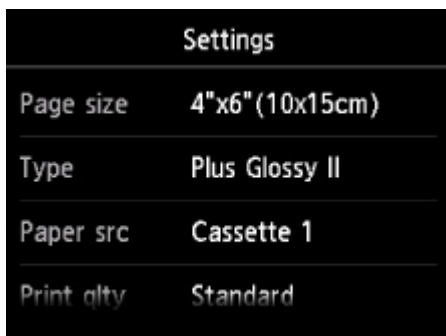 Settings
Page size 4"x6"(10x15cm)
Type Plus Glossy II
Paper src Cassette 1
Print qlty Standard